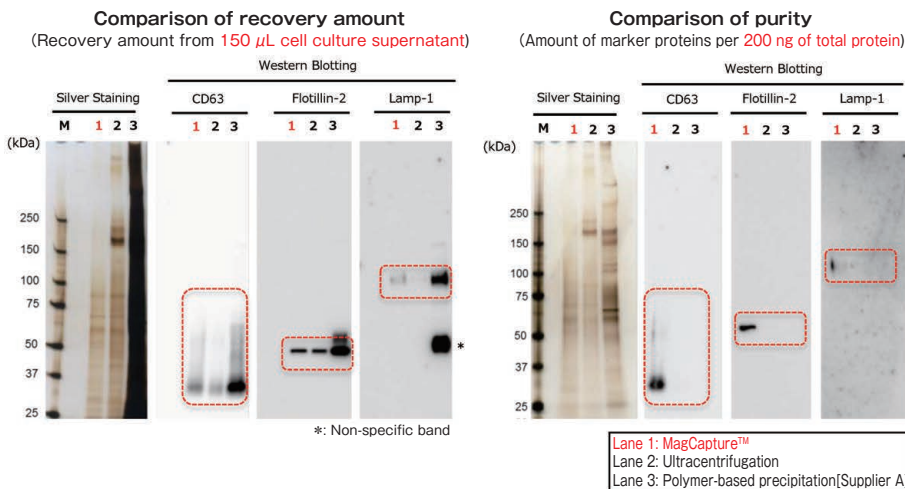 Comparison of recovery amount
(Recovery amount from 150 μL cell culture supernatant)
Western Blotting
Silver Staining CD63 Flotillin-2 Lamp-1
M 1 2 3 1 2 3 1 2 3 1 2 3
(kDa)
250
150
100
75
50 *
37
25
*: Non-specific band
Comparison of purity
(Amount of marker proteins per 200 ng of total protein)
Western Blotting
Silver Staining CD63 Flotillin-2 Lamp-1
M 1 2 3 1 2 3 1 2 3 1 2 3
(kDa)
250
150
100
75
50
37
25
Lane 1: MagCapture™
Lane 2: Ultracentrifugation
Lane 3: Polymer-based precipitation[Supplier A]